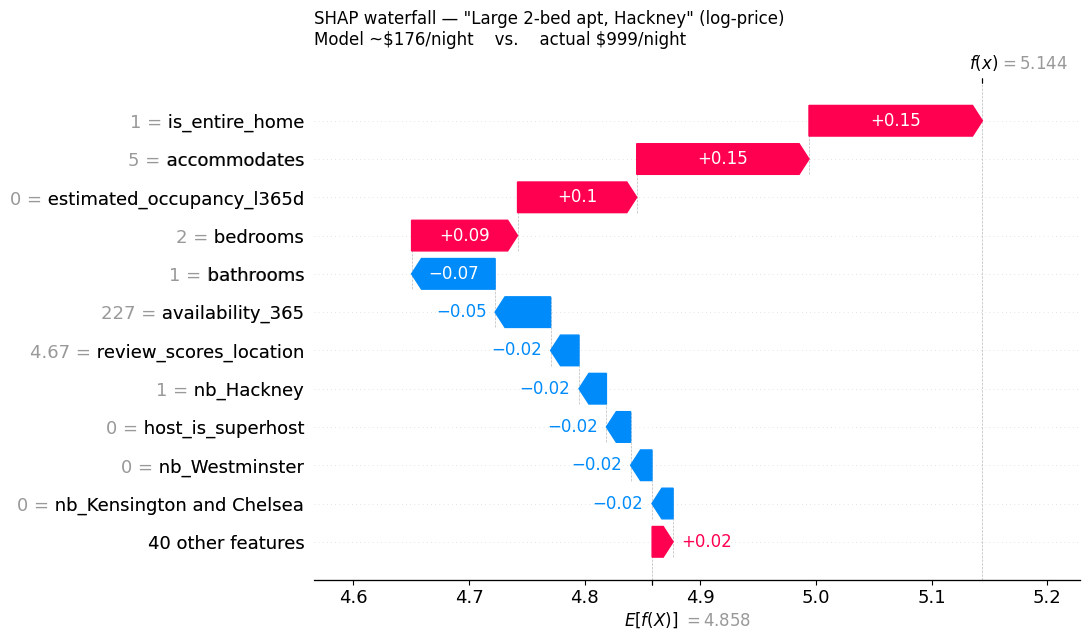 SHAP waterfall — "Large 2-bed apt, Hackney" (log-price)
Model ~$176/night    vs.    actual $999/night
f(x) = 5.144
1 = is_entire_home +0.15
5 = accommodates +0.15
0 = estimated_occupancy_l365d +0.1
2 = bedrooms +0.09
1 = bathrooms −0.07
227 = availability_365 −0.05
4.67 = review_scores_location −0.02
1 = nb_Hackney −0.02
0 = host_is_superhost −0.02
0 = nb_Westminster −0.02
0 = nb_Kensington and Chelsea −0.02
40 other features +0.02
4.6 4.7 4.8 4.9 5.0 5.1 5.2
E[f(X)] = 4.858